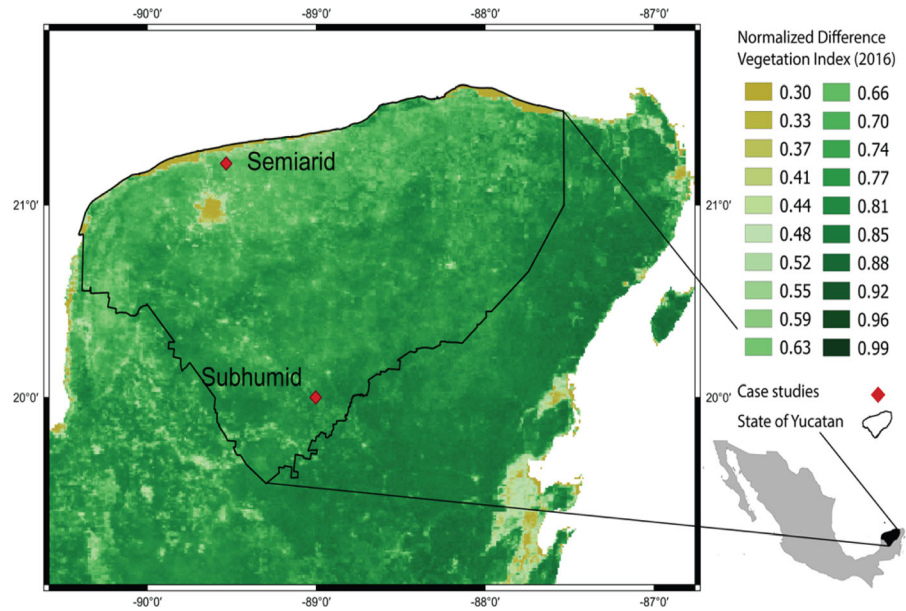 -90°0' -89°0' -88°0' -87°0'
Normalized Difference
Vegetation Index (2016)
0.30 0.66
0.33 0.70
0.37 0.74
0.41 0.77
0.44 0.81
0.48 0.85
0.52 0.88
0.55 0.92
0.59 0.96
0.63 0.99
Semiarid
21°0' 21°0'
Subhumid
20°0' 20°0'
Case studies
State of Yucatan
-90°0' -89°0' -88°0' -87°0'